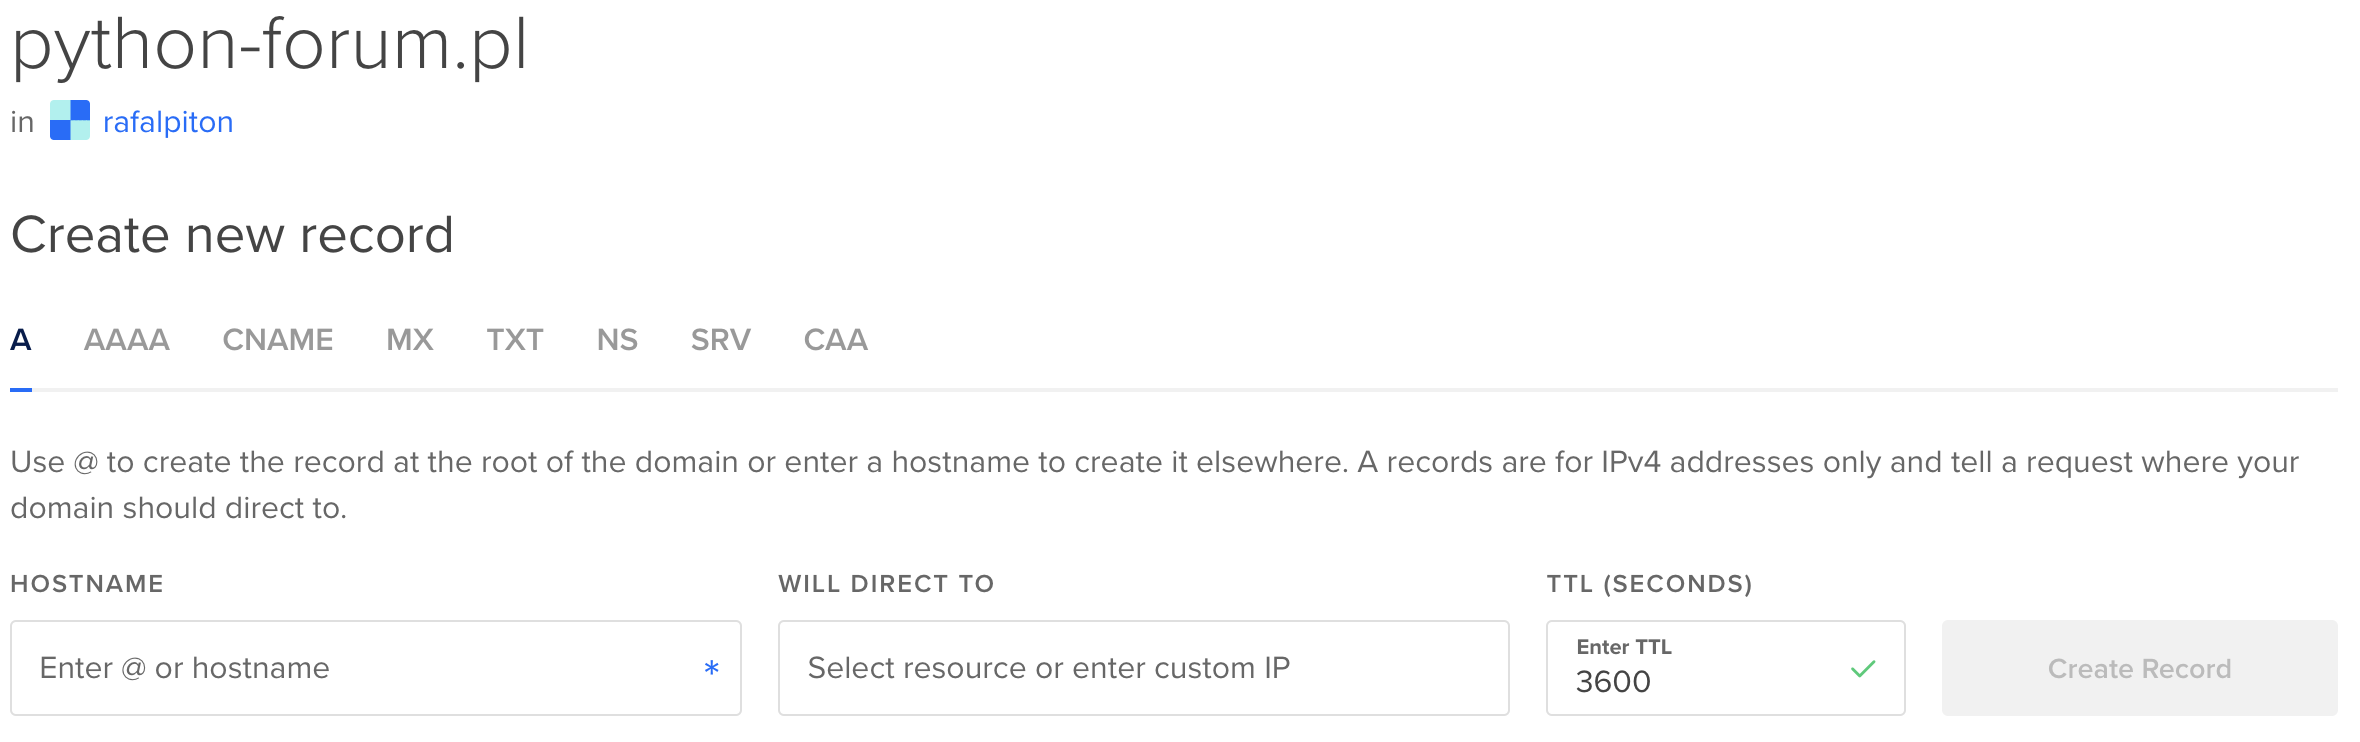 python-forum.pl
in rafalpiton
Create new record
A AAAA CNAME MX TXT NS SRV CAA
Use @ to create the record at the root of the domain or enter a hostname to create it elsewhere. A records are for IPv4 addresses only and tell a request where your
domain should direct to.
HOSTNAME WILL DIRECT TO TTL (SECONDS)
Enter @ or hostname * Select resource or enter custom IP Enter TTL
3600 Create Record